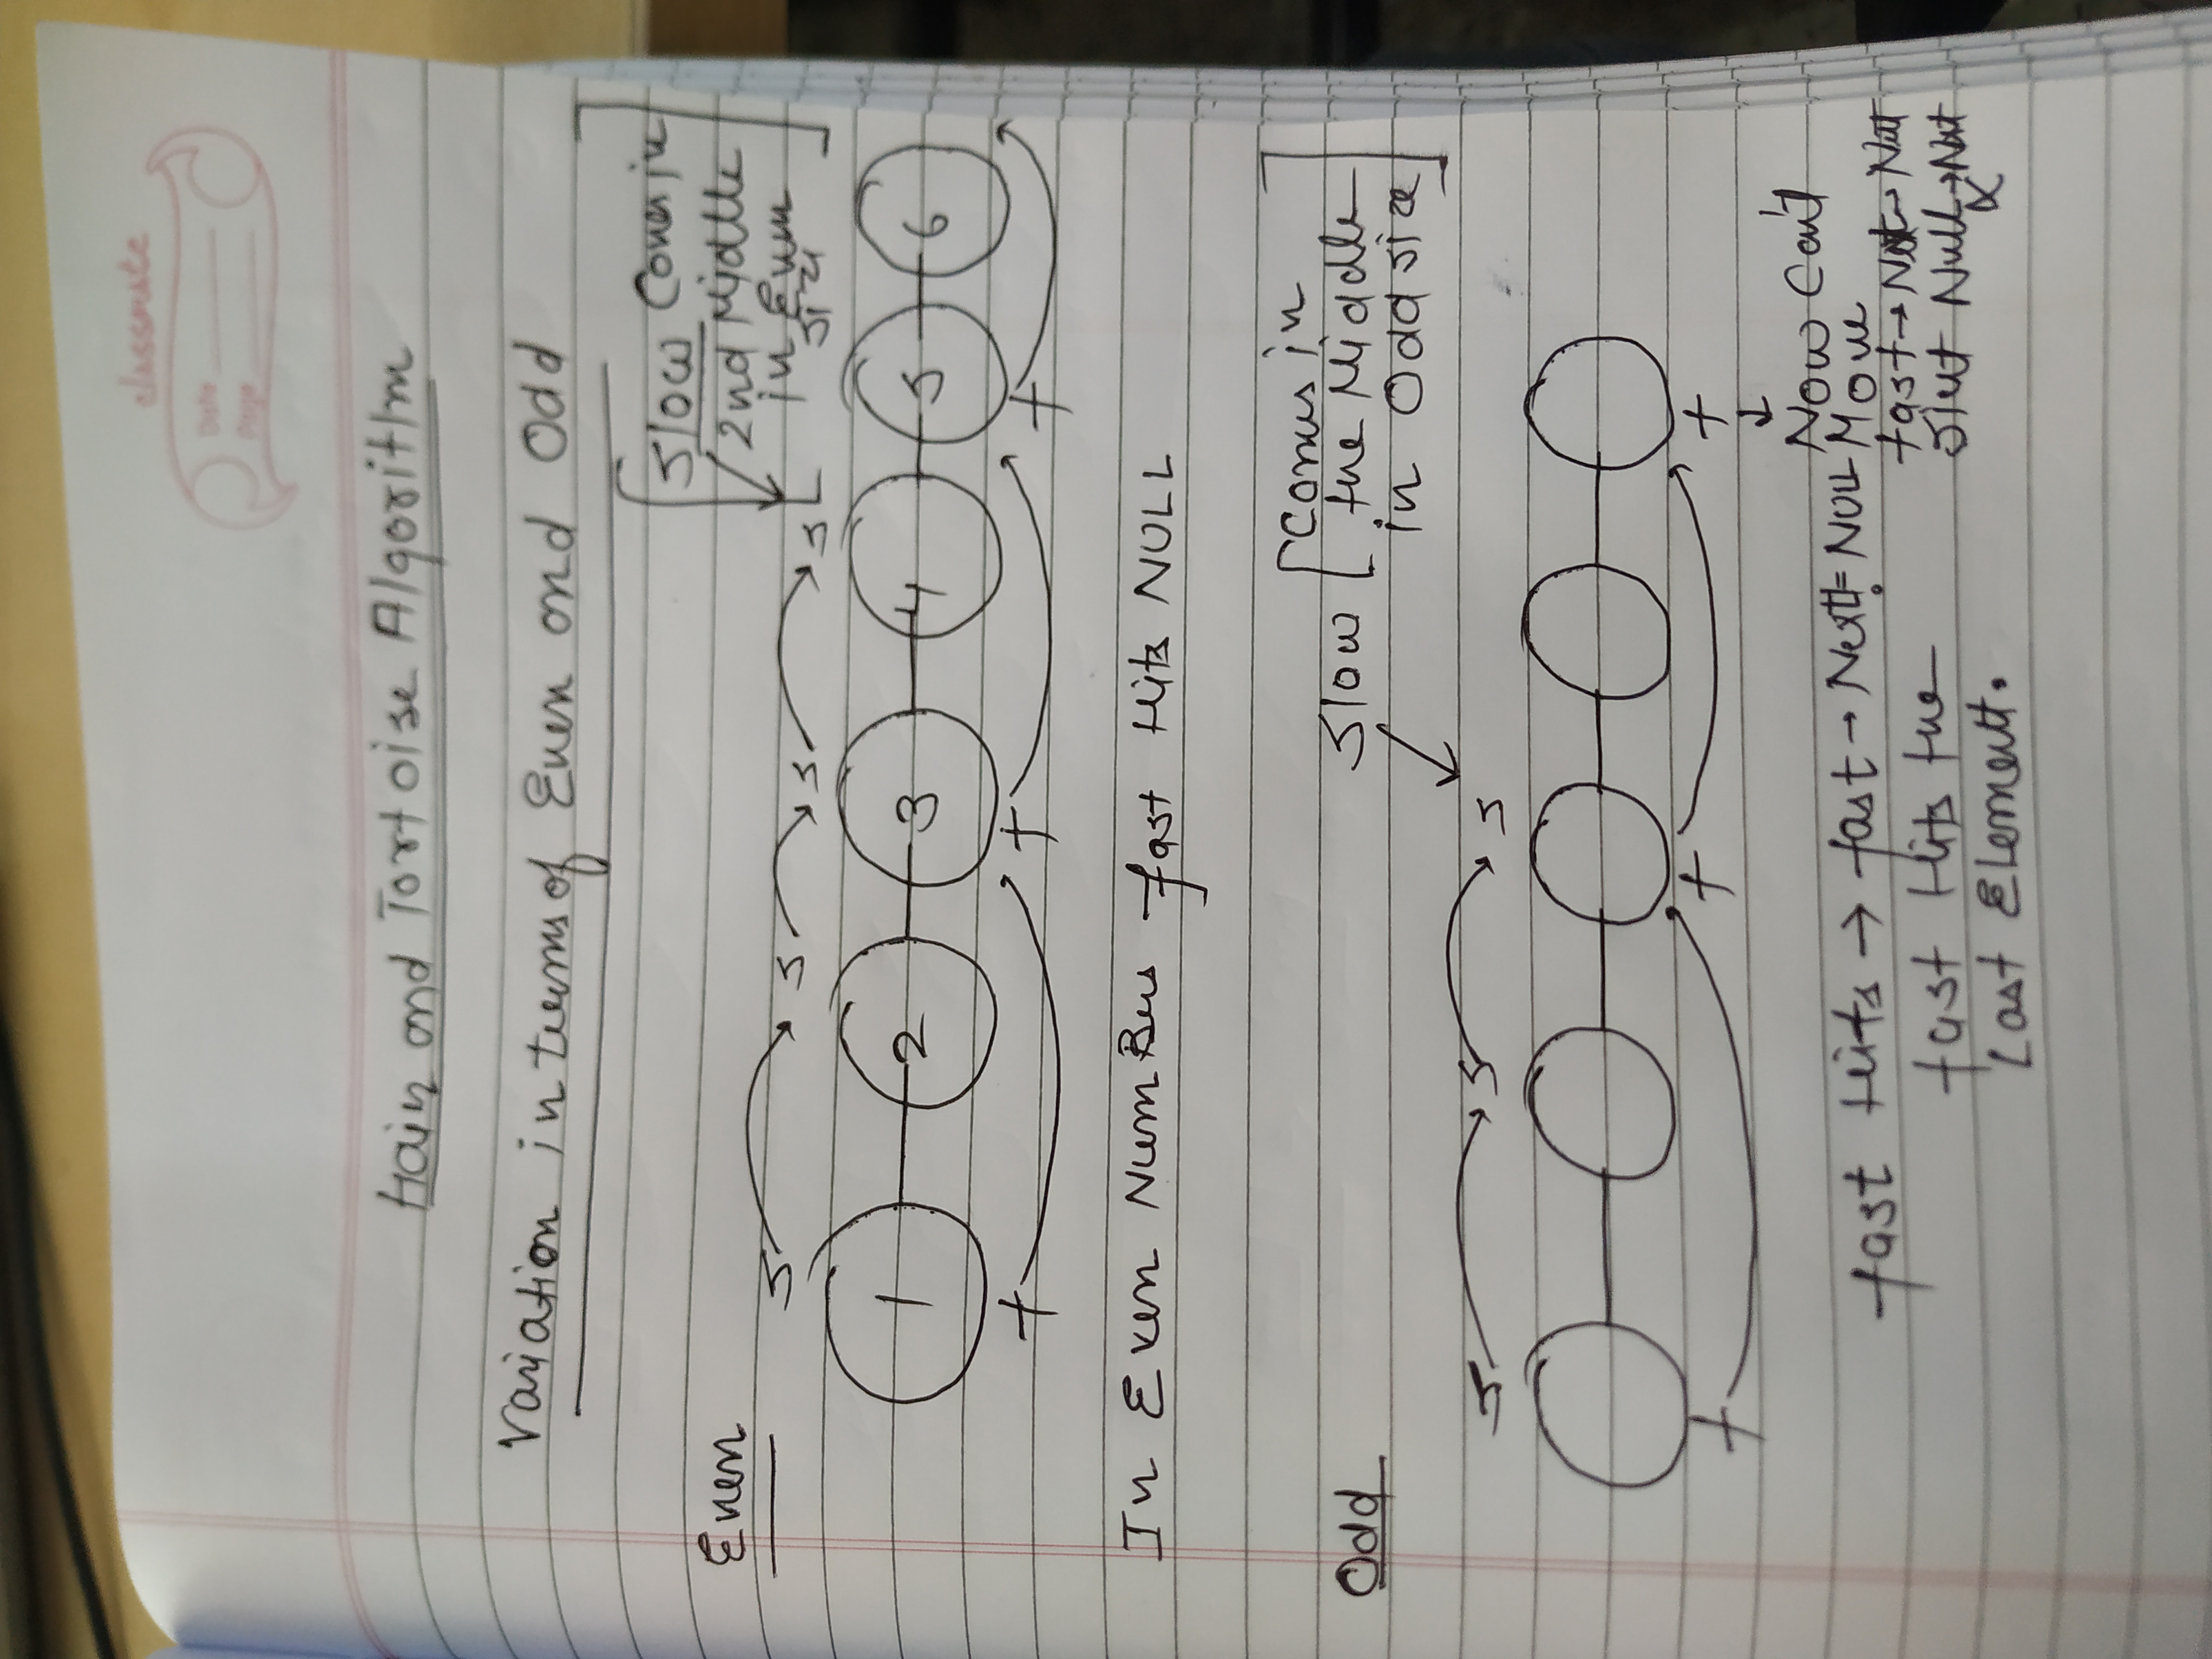 classmate
Date
Page
Hair and Tortoise Algorithm
Variation in terms of Even and Odd
Slow Comes in
2nd Middle
in Even
size
Even
S S S S
1 2 3 4 5 6
f f f
In Even Numbers fast Hits NULL
Comes in
Slow the Middle
in Odd size
Odd
S S S
f f f
Now Can't
fast Hits → fast → Next != NULL Move
fast → Next → Next
fast Hits the
Null → Next
Last Element.